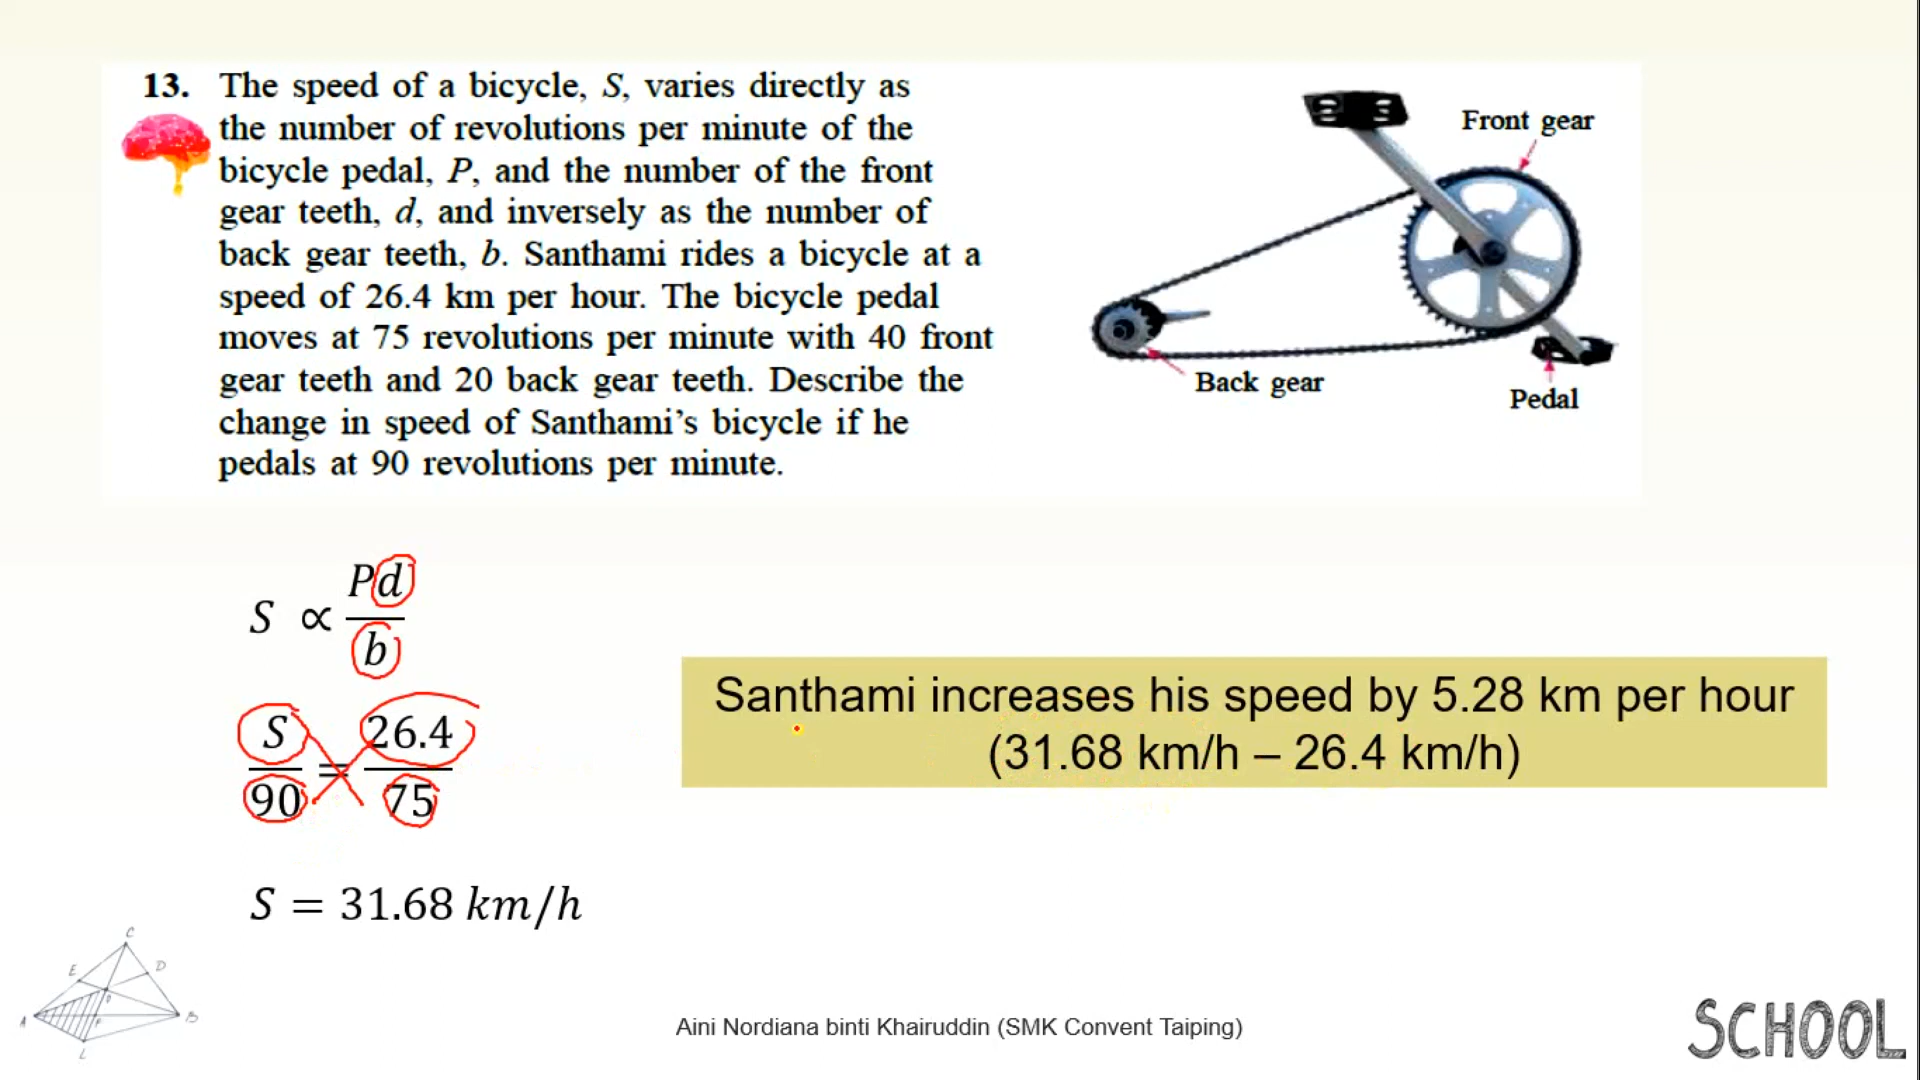 13. The speed of a bicycle, S, varies directly as
the number of revolutions per minute of the
bicycle pedal, P, and the number of the front
gear teeth, d, and inversely as the number of
back gear teeth, b. Santhami rides a bicycle at a
speed of 26.4 km per hour. The bicycle pedal
moves at 75 revolutions per minute with 40 front
gear teeth and 20 back gear teeth. Describe the
change in speed of Santhami’s bicycle if he
pedals at 90 revolutions per minute.
Front gear
Back gear
Pedal
S ∝ Pd/b
S/90 = 26.4/75
S = 31.68 km/h
Santhami increases his speed by 5.28 km per hour
(31.68 km/h – 26.4 km/h)
C
E D
A B
L
Aini Nordiana binti Khairuddin (SMK Convent Taiping)
SCHOOL